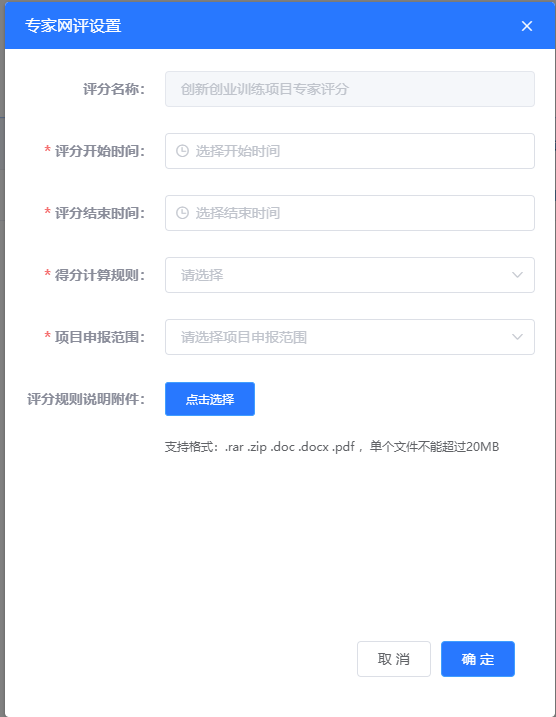 专家网评设置
评分名称： 创新创业训练项目专家评分
* 评分开始时间： 选择开始时间
* 评分结束时间： 选择结束时间
* 得分计算规则： 请选择
* 项目申报范围： 请选择项目申报范围
评分规则说明附件： 点击选择
支持格式：.rar .zip .doc .docx .pdf ，单个文件不能超过20MB
取 消 确 定